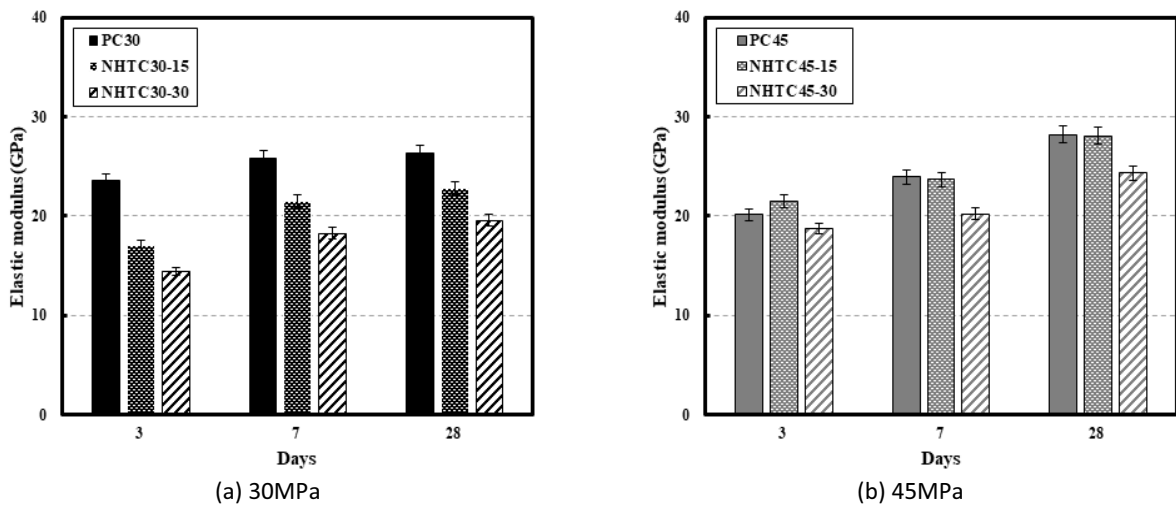 40
30
20
10
0
Elastic modulus(GPa)
PC30
NHTC30-15
NHTC30-30
3 7 28
Days
(a) 30MPa
40
30
20
10
0
Elastic modulus(GPa)
PC45
NHTC45-15
NHTC45-30
3 7 28
Days
(b) 45MPa